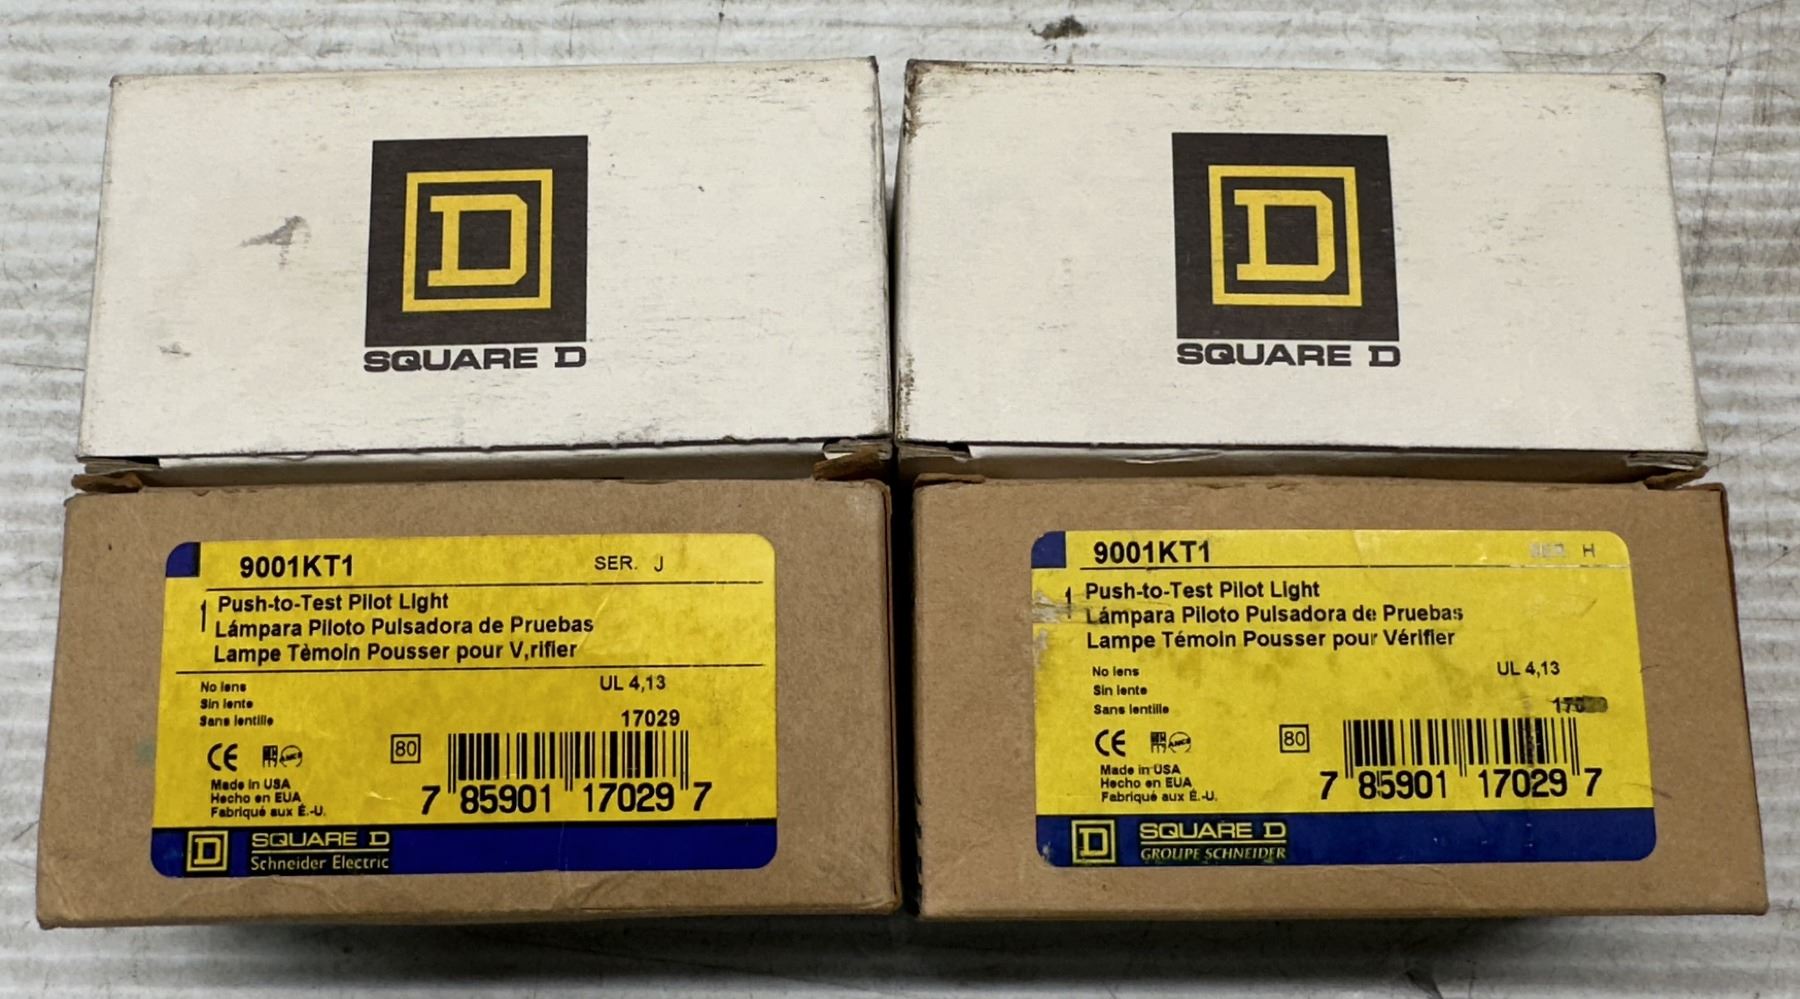 D
SQUARE D
D
SQUARE D
9001KT1 SER. J
1 Push-to-Test Pilot Light
Lámpara Piloto Pulsadora de Pruebas
Lampe Tèmoin Pousser pour V,rifier
No lens
Sin lente
Sans lentille
UL 4,13
17029
CE
80
Made in USA
Hecho en EUA
Fabriqué aux É.-U.
7 85901 17029 7
D SQUARE D
Schneider Electric
9001KT1 SER. H
1 Push-to-Test Pilot Light
Lámpara Piloto Pulsadora de Pruebas
Lampe Témoin Pousser pour Vérifier
No lens
Sin lente
Sans lentille
UL 4,13
CE
80
Made in USA
Hecho en EUA
Fabriqué aux É.-U.
7 85901 17029 7
D SQUARE D
GROUPE SCHNEIDER